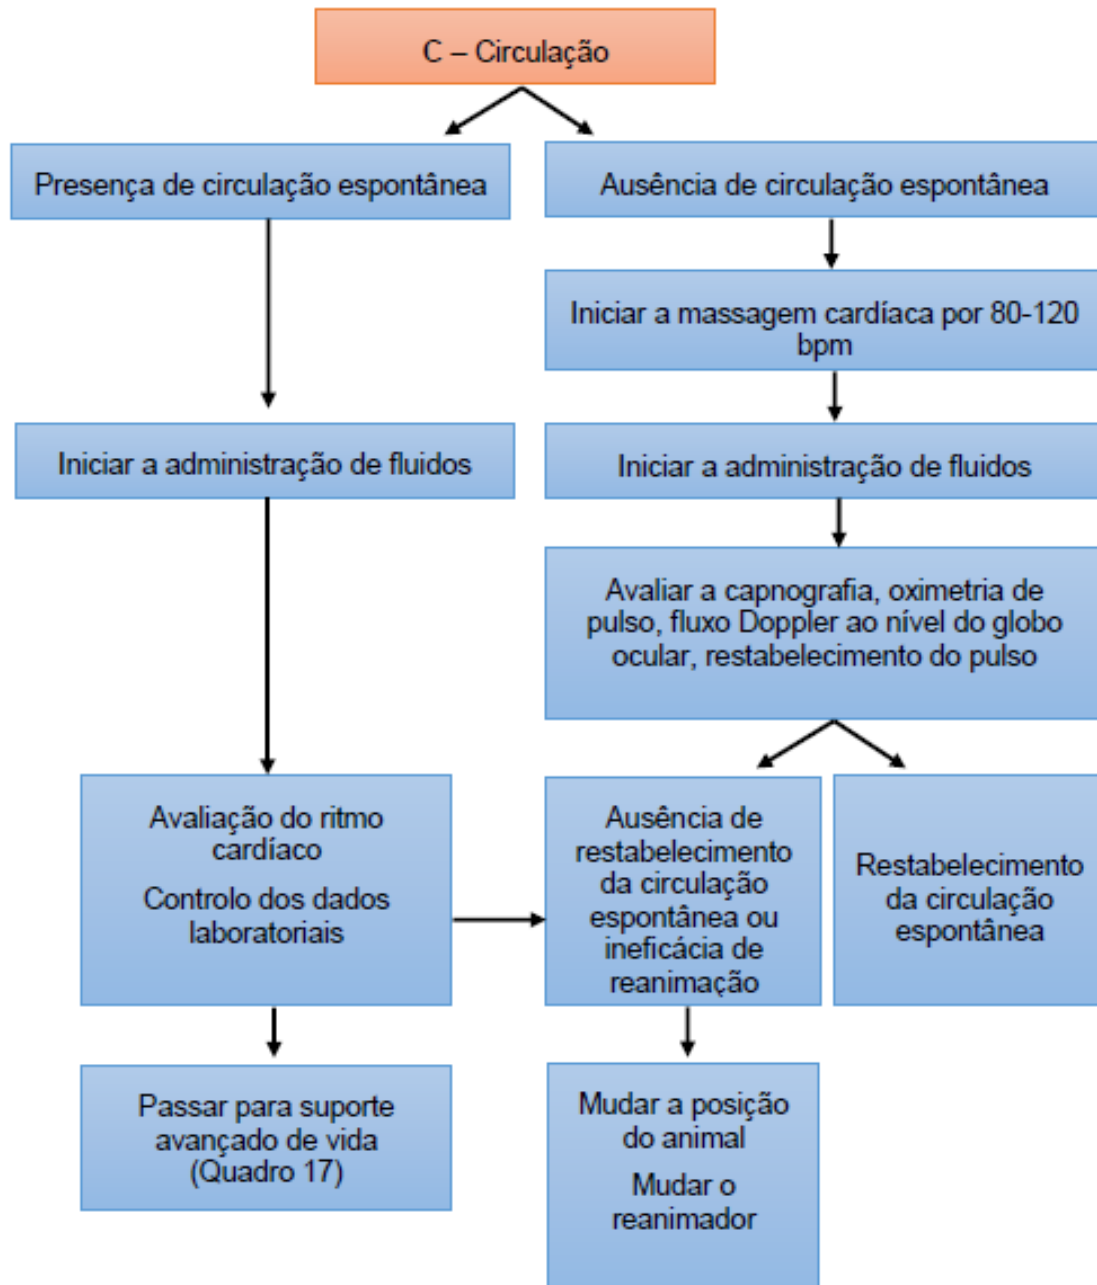 C – Circulação
Presença de circulação espontânea
Ausência de circulação espontânea
Iniciar a massagem cardíaca por 80-120
bpm
Iniciar a administração de fluidos
Iniciar a administração de fluidos
Avaliar a capnografia, oximetria de
pulso, fluxo Doppler ao nível do globo
ocular, restabelecimento do pulso
Avaliação do ritmo
cardíaco
Controlo dos dados
laboratoriais
Ausência de
restabelecimento
da circulação
espontânea ou
ineficácia de
reanimação
Restabelecimento
da circulação
espontânea
Passar para suporte
avançado de vida
(Quadro 17)
Mudar a posição
do animal
Mudar o
reanimador